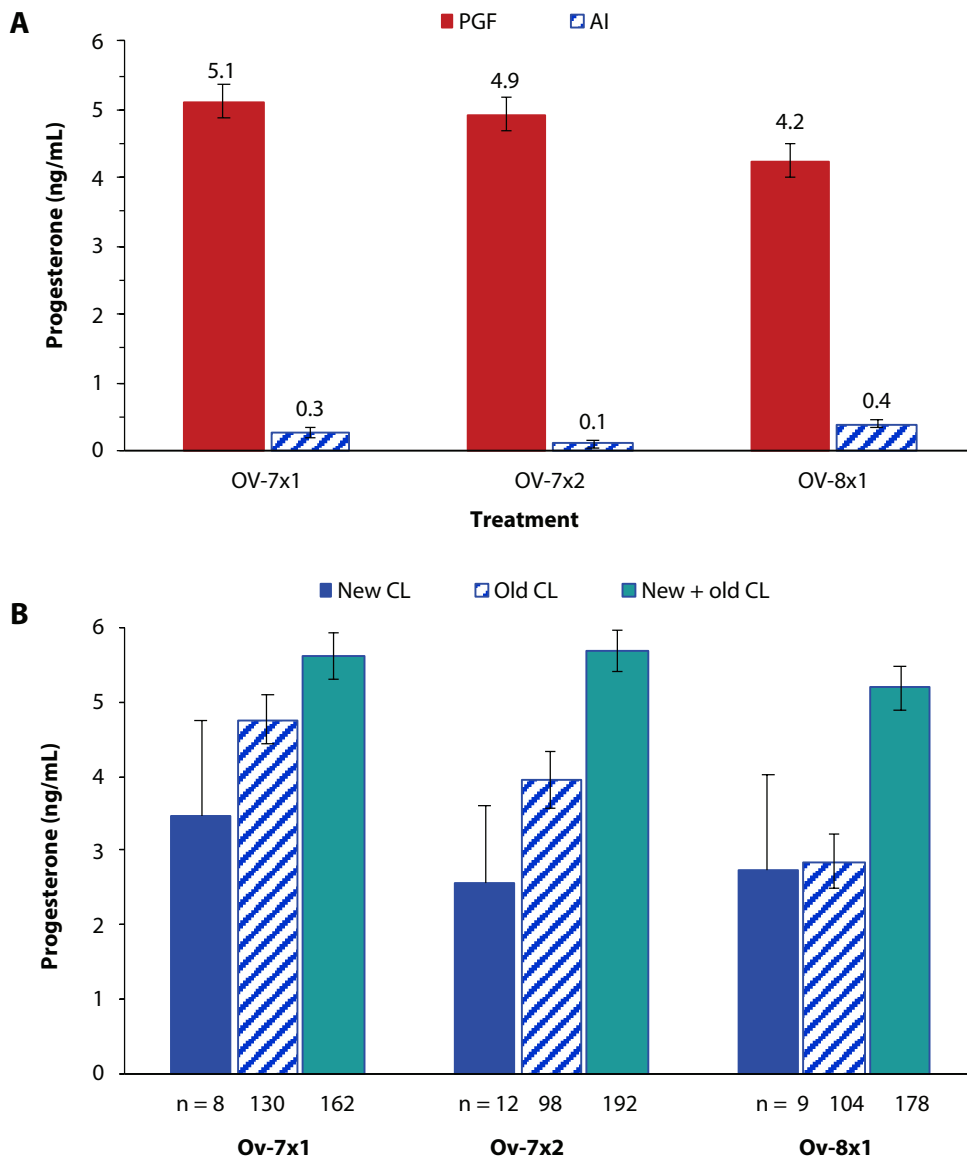 A
PGF AI
6
5
4
3
2
1
0
Progesterone (ng/mL)
5.1
4.9
4.2
0.3
0.1
0.4
OV-7x1 OV-7x2 OV-8x1
Treatment
B
New CL Old CL New + old CL
6
5
4
3
2
1
0
Progesterone (ng/mL)
n = 8 130 162 n = 12 98 192 n = 9 104 178
Ov-7x1 Ov-7x2 Ov-8x1